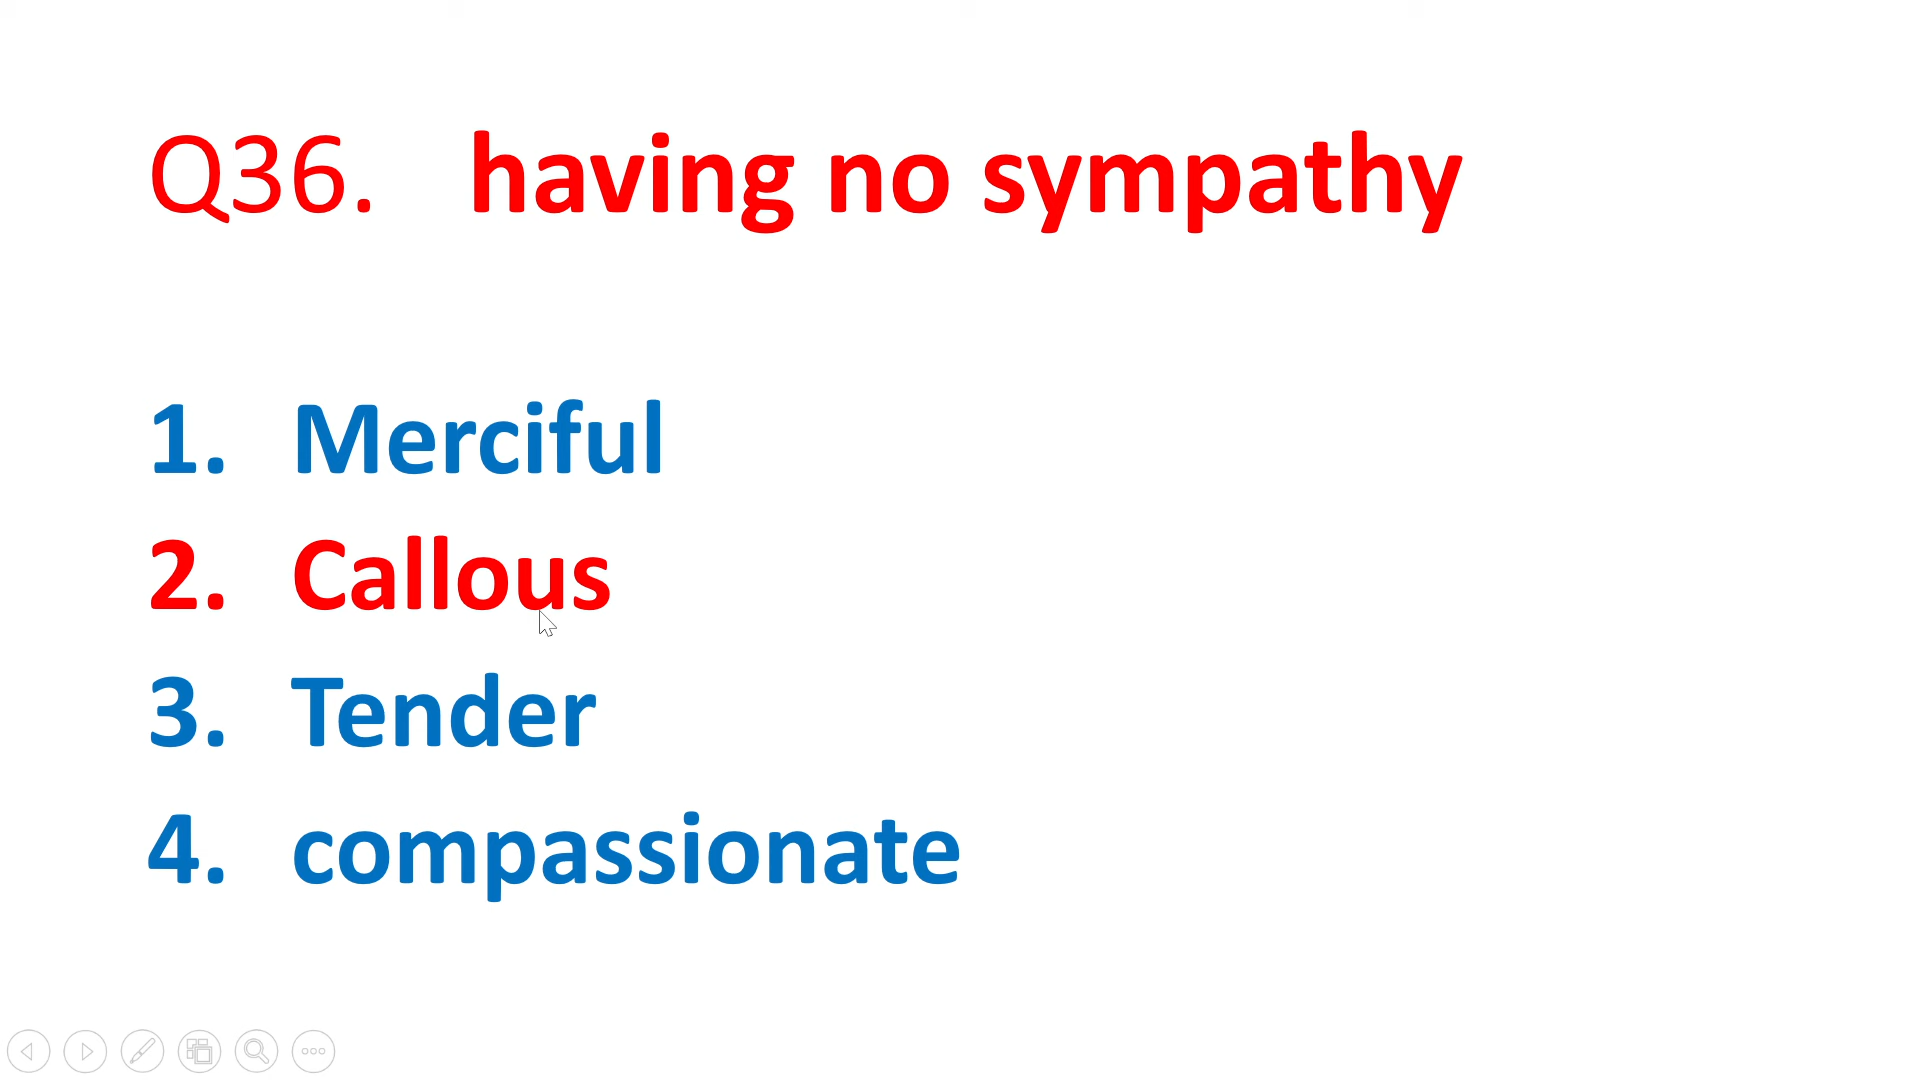 Q36. having no sympathy
1. Merciful
2. Callous
3. Tender
4. compassionate